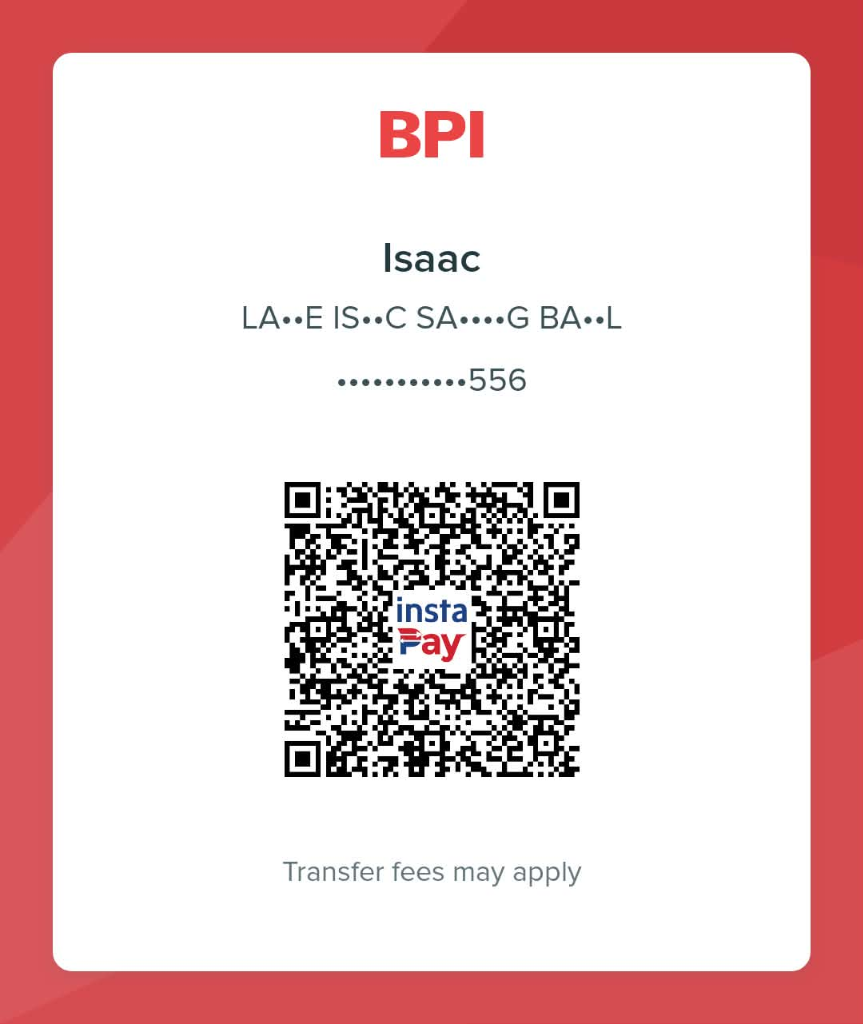 BPI
Isaac
LA••E IS••C SA••••G BA••L
•••••••••••556
insta
Pay
Transfer fees may apply